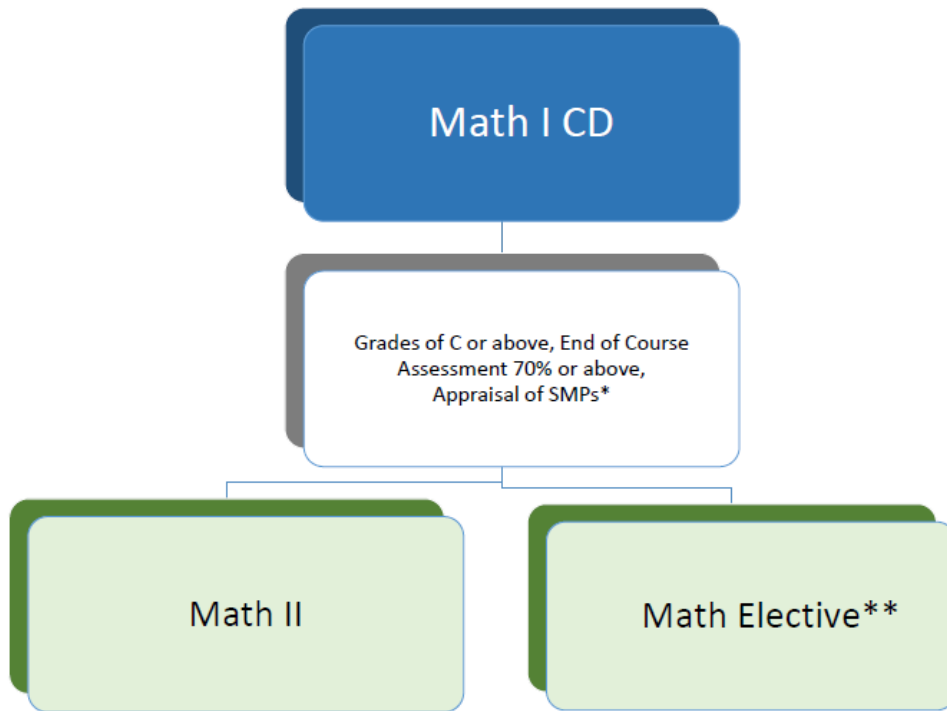 Math I CD
Grades of C or above, End of Course
Assessment 70% or above,
Appraisal of SMPs*
Math II
Math Elective**